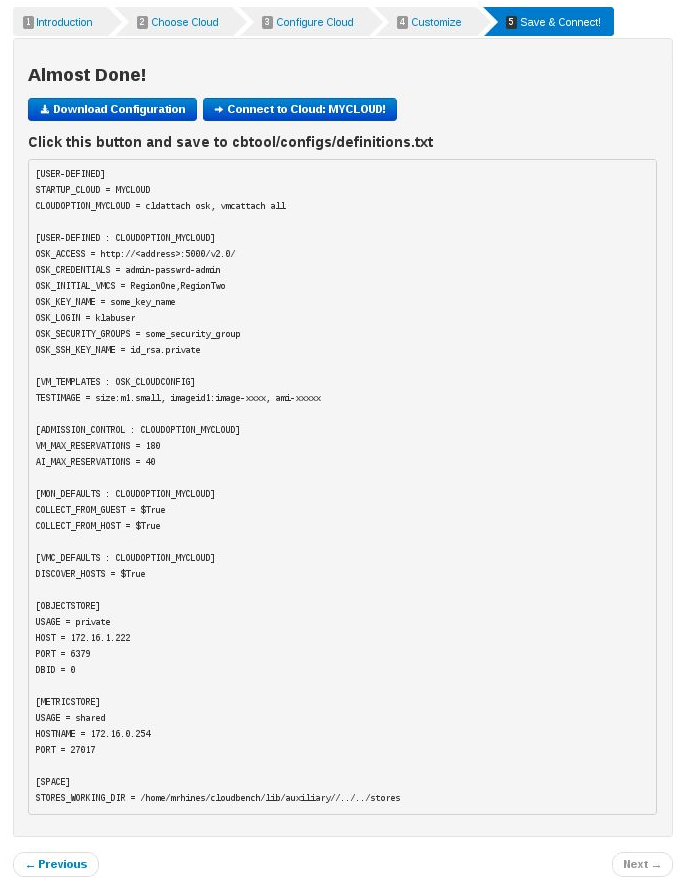 1 Introduction
2 Choose Cloud
3 Configure Cloud
4 Customize
5 Save & Connect!
Almost Done!
Download Configuration
→ Connect to Cloud: MYCLOUD!
Click this button and save to cbtool/configs/definitions.txt
[USER-DEFINED]
STARTUP_CLOUD = MYCLOUD
CLOUDOPTION_MYCLOUD = cldattach osk, vmcattach all
[USER-DEFINED : CLOUDOPTION_MYCLOUD]
OSK_ACCESS = http://<address>:5000/v2.0/
OSK_CREDENTIALS = admin-passwrd-admin
OSK_INITIAL_VMCS = RegionOne,RegionTwo
OSK_KEY_NAME = some_key_name
OSK_LOGIN = klabuser
OSK_SECURITY_GROUPS = some_security_group
OSK_SSH_KEY_NAME = id_rsa.private
[VM_TEMPLATES : OSK_CLOUDCONFIG]
TESTIMAGE = size:m1.small, imageid1:image-xxxx, ami-xxxxx
[ADMISSION_CONTROL : CLOUDOPTION_MYCLOUD]
VM_MAX_RESERVATIONS = 180
AI_MAX_RESERVATIONS = 40
[MON_DEFAULTS : CLOUDOPTION_MYCLOUD]
COLLECT_FROM_GUEST = $True
COLLECT_FROM_HOST = $True
[VMC_DEFAULTS : CLOUDOPTION_MYCLOUD]
DISCOVER_HOSTS = $True
[OBJECTSTORE]
USAGE = private
HOST = 172.16.1.222
PORT = 6379
DBID = 0
[METRICSTORE]
USAGE = shared
HOSTNAME = 172.16.0.254
PORT = 27017
[SPACE]
STORES_WORKING_DIR = /home/mrhines/cloudbench/lib/auxiliary//../../stores
← Previous
Next →